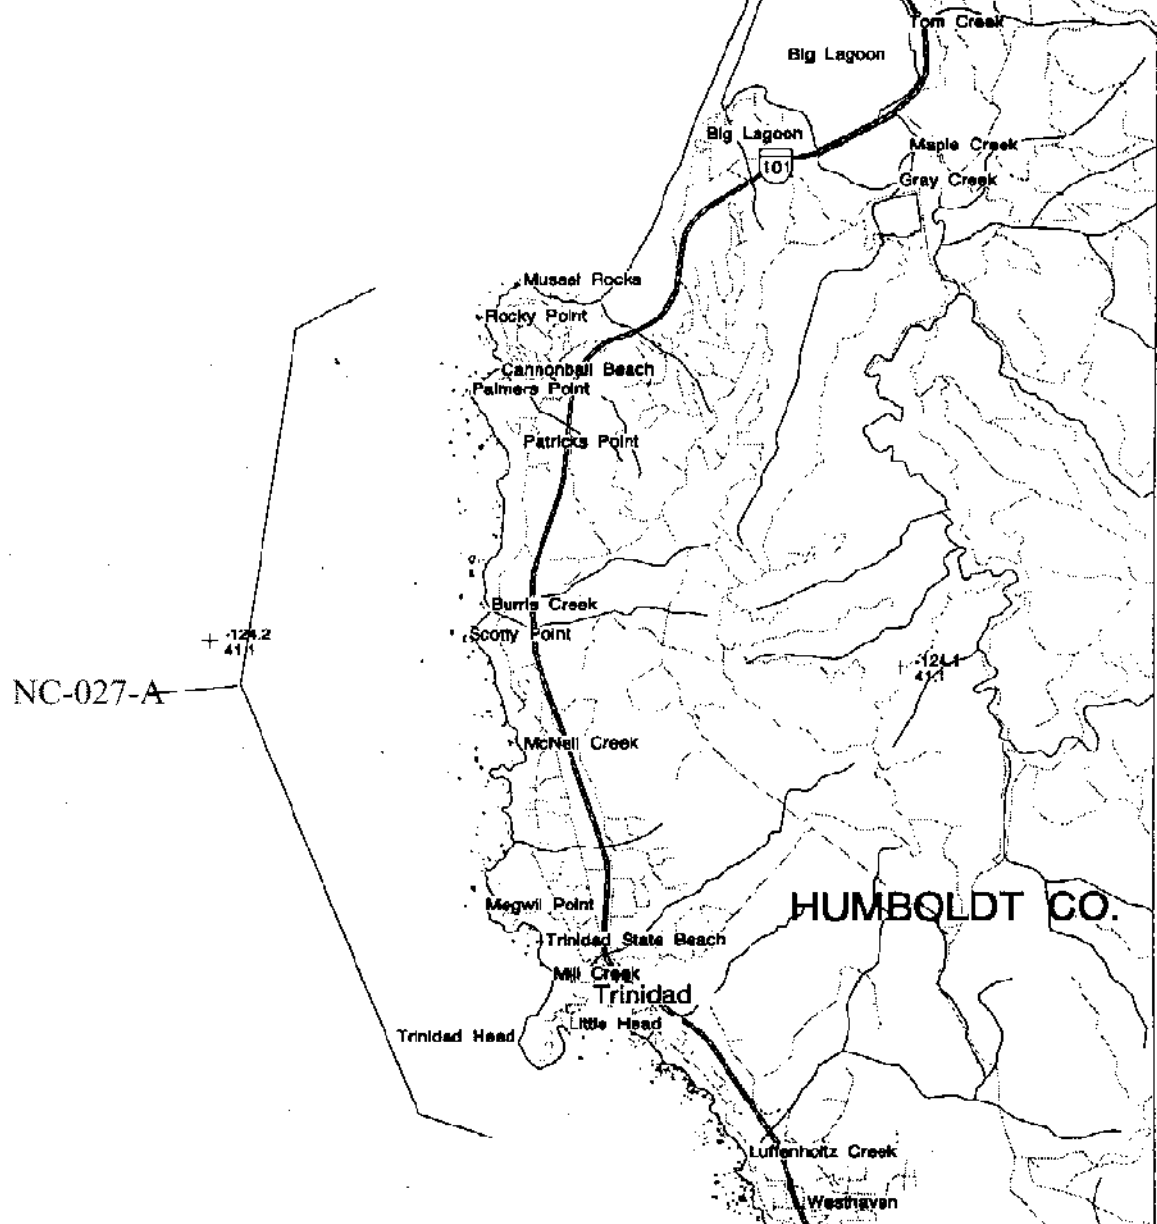 Tom Creek
Big Lagoon
Big Lagoon
Maple Creek
101
Gray Creek
Mussel Rocks
Rocky Point
Cannonball Beach
Palmers Point
Patricks Point
Burris Creek
Scotty Point
-124.2
41.1
-124.1
41.1
NC-027-A
McNeil Creek
HUMBOLDT CO.
Megwil Point
Trinidad State Beach
Mill Creek
Trinidad
Little Head
Trinidad Head
Luffenholtz Creek
Westhaven